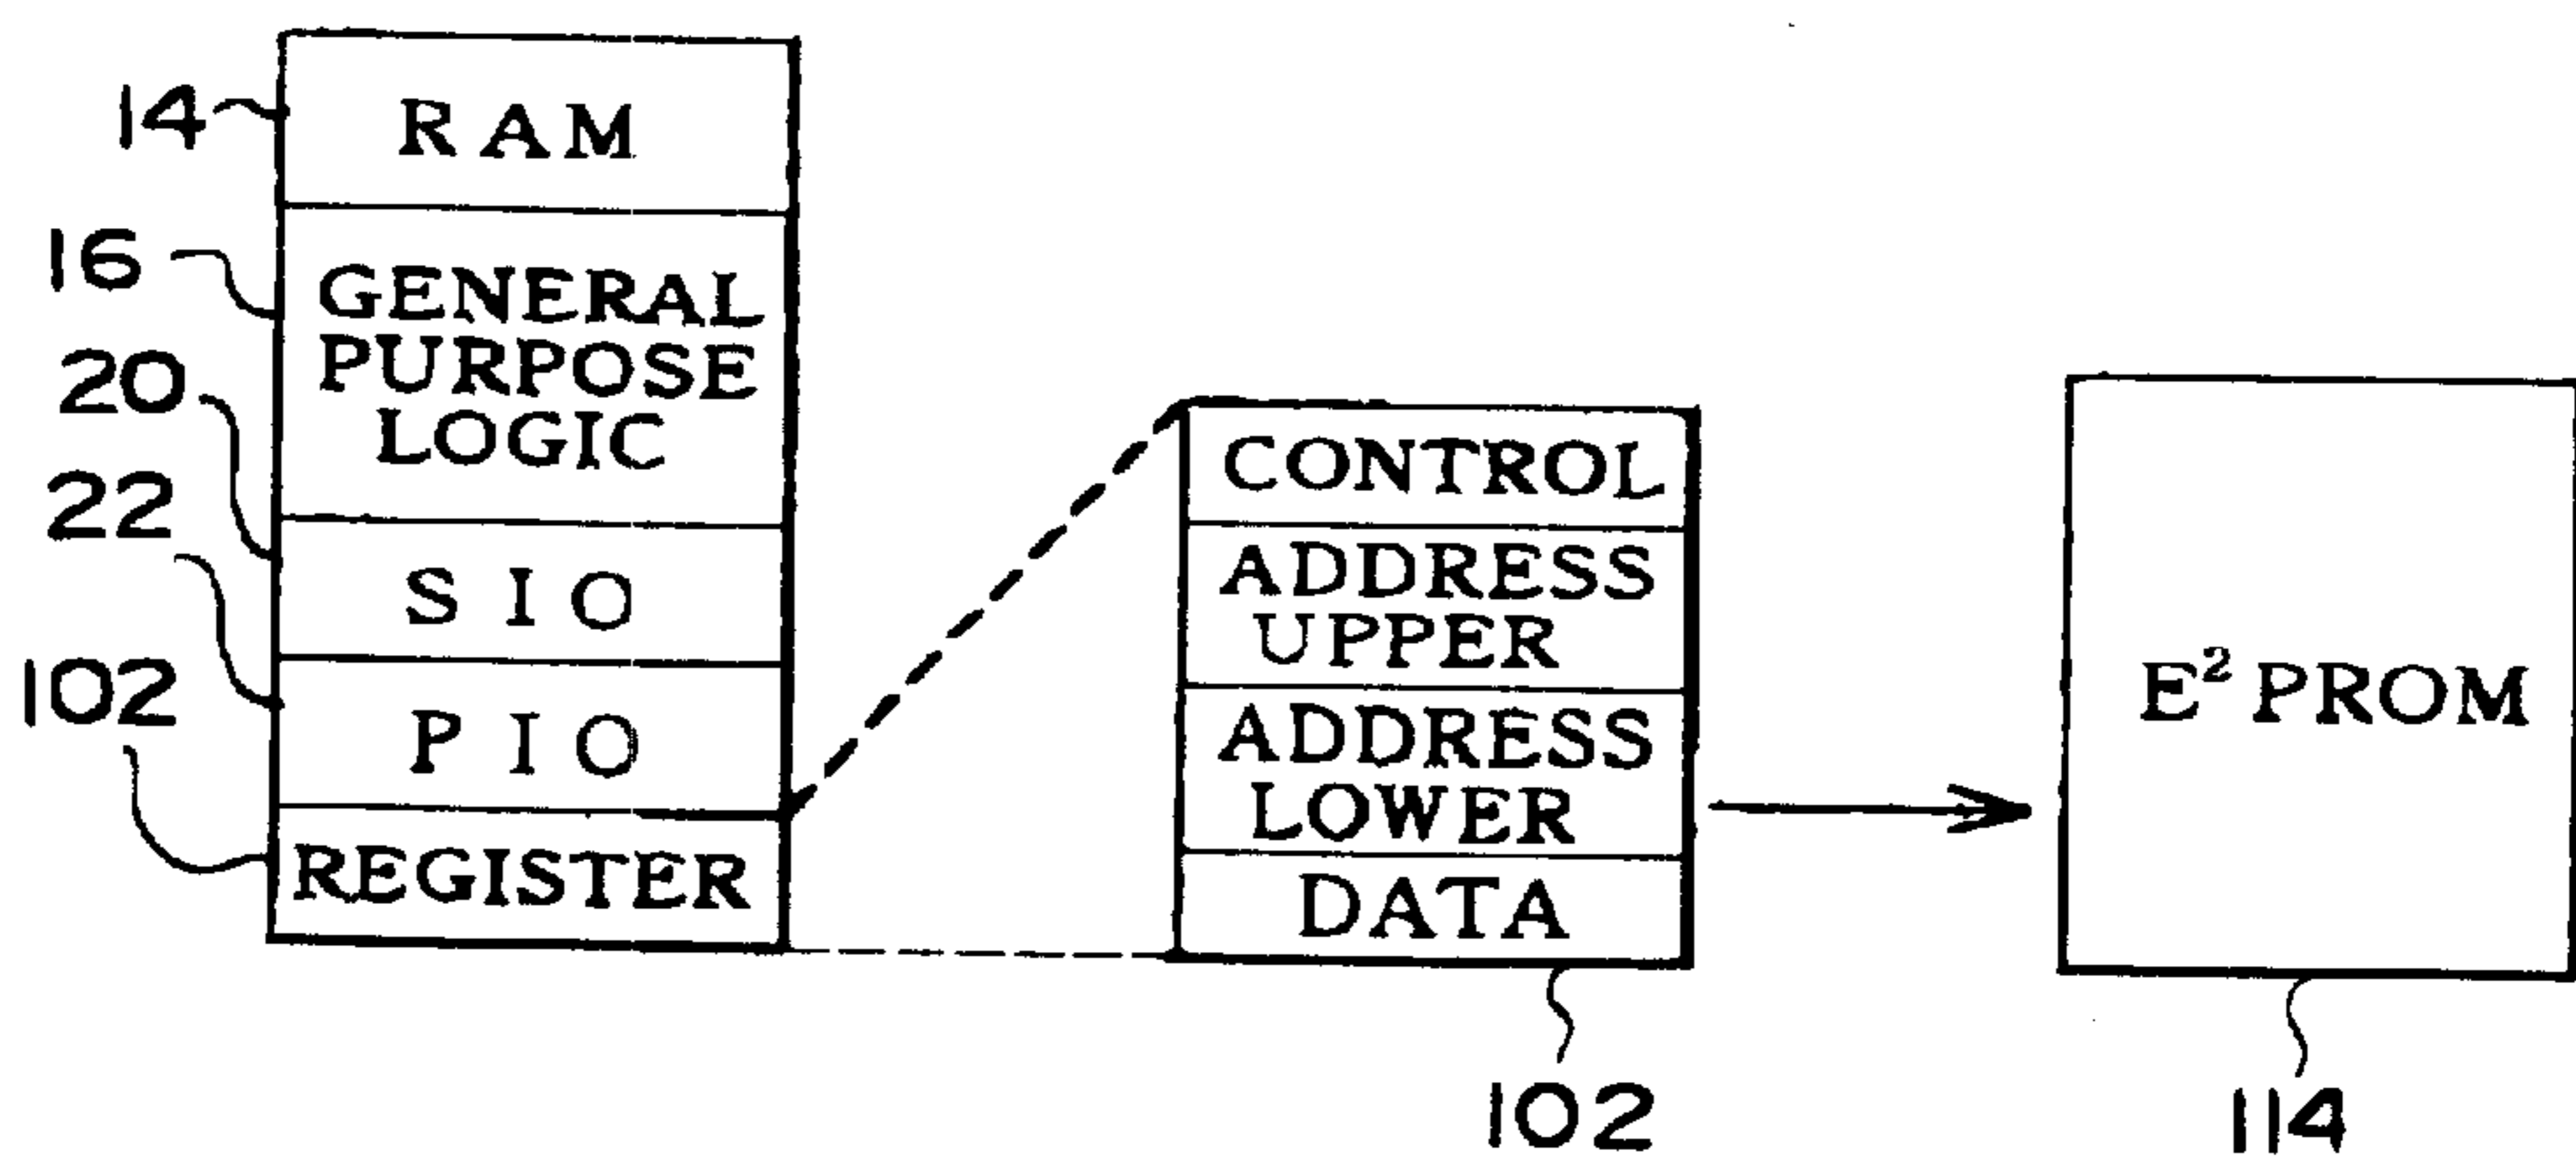 14
RAM
16
GENERAL
PURPOSE
LOGIC
20
SIO
22
PIO
102
REGISTER
CONTROL
ADDRESS
UPPER
ADDRESS
LOWER
DATA
102
E² PROM
114